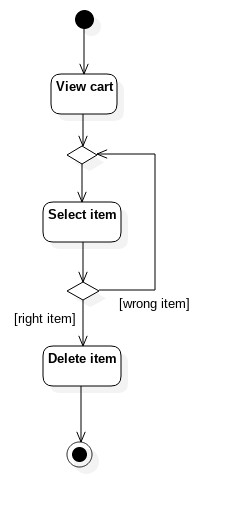 View cart
Select item
[wrong item]
[right item]
Delete item